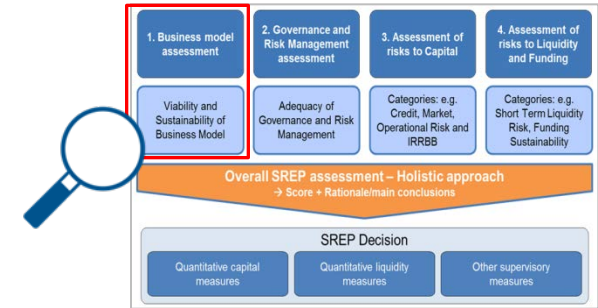 1. Business model
assessment
2. Governance and
Risk Management
assessment
3. Assessment of
risks to Capital
4. Assessment of
risks to Liquidity
and Funding
Viability and
Sustainability of
Business Model
Adequacy of
Governance and Risk
Management
Categories: e.g.
Credit, Market,
Operational Risk and
IRRBB
Categories: e.g.
Short Term Liquidity
Risk, Funding
Sustainability
Overall SREP assessment – Holistic approach
→ Score + Rationale/main conclusions
SREP Decision
Quantitative capital
measures
Quantitative liquidity
measures
Other supervisory
measures